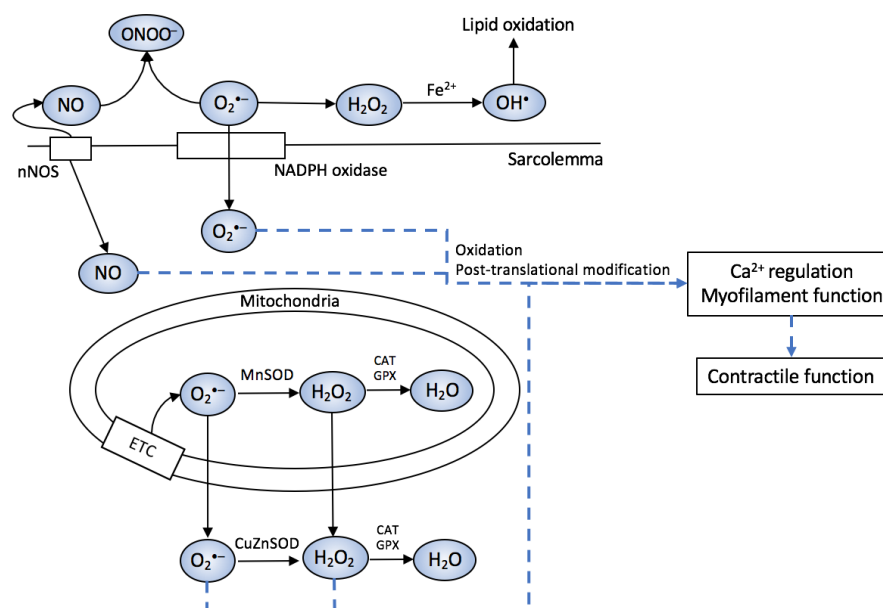 Lipid oxidation
ONOO⁻
NO
O₂•⁻
H₂O₂
Fe²⁺
OH•
nNOS
NADPH oxidase
Sarcolemma
O₂•⁻
NO
Oxidation
Post-translational modification
Ca²⁺ regulation
Myofilament function
Contractile function
Mitochondria
O₂•⁻
MnSOD
H₂O₂
CAT
GPX
H₂O
ETC
O₂•⁻
CuZnSOD
H₂O₂
CAT
GPX
H₂O